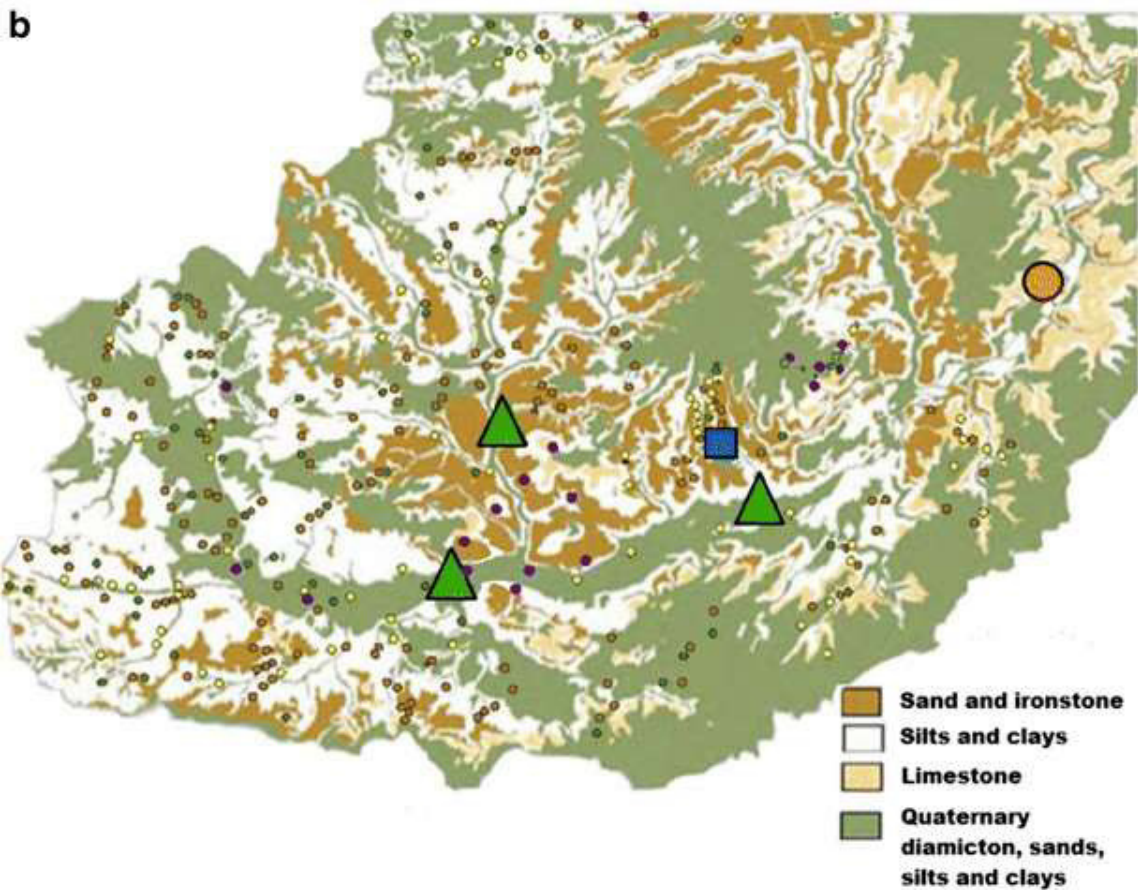 b
Sand and ironstone
Silts and clays
Limestone
Quaternary
diamicton, sands,
silts and clays